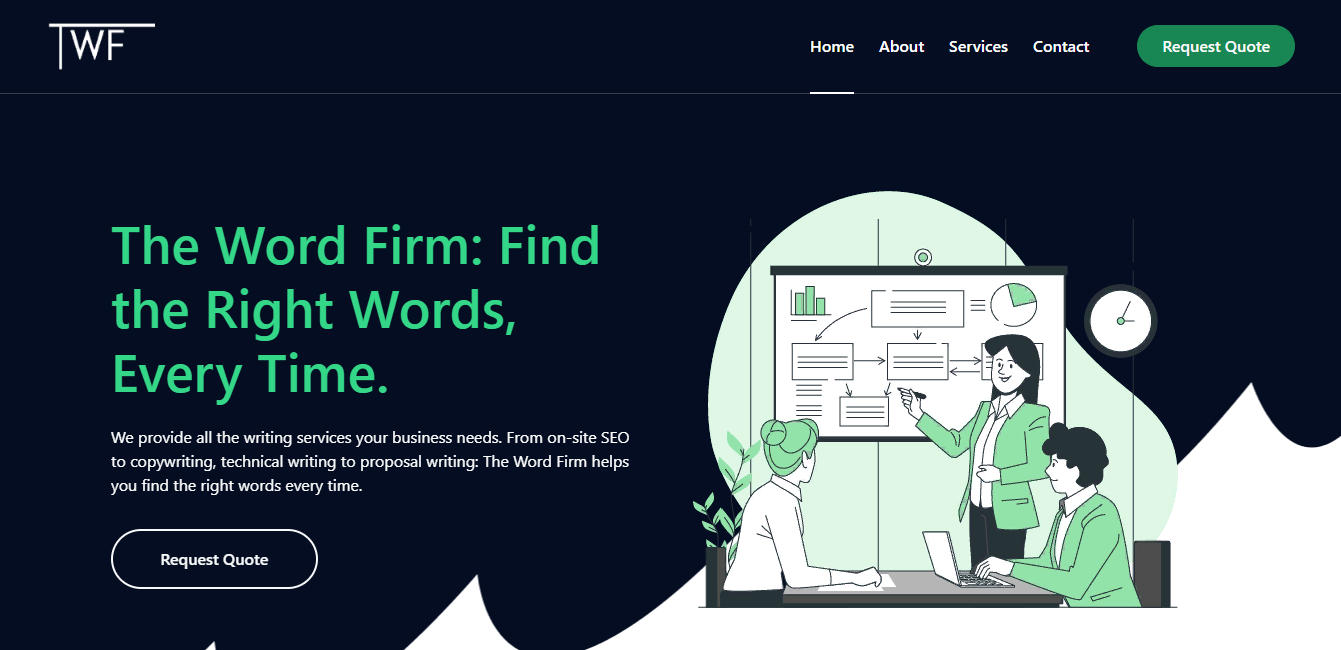 TWF
Home About Services Contact Request Quote
The Word Firm: Find
the Right Words,
Every Time.
We provide all the writing services your business needs. From on-site SEO
to copywriting, technical writing to proposal writing: The Word Firm helps
you find the right words every time.
Request Quote